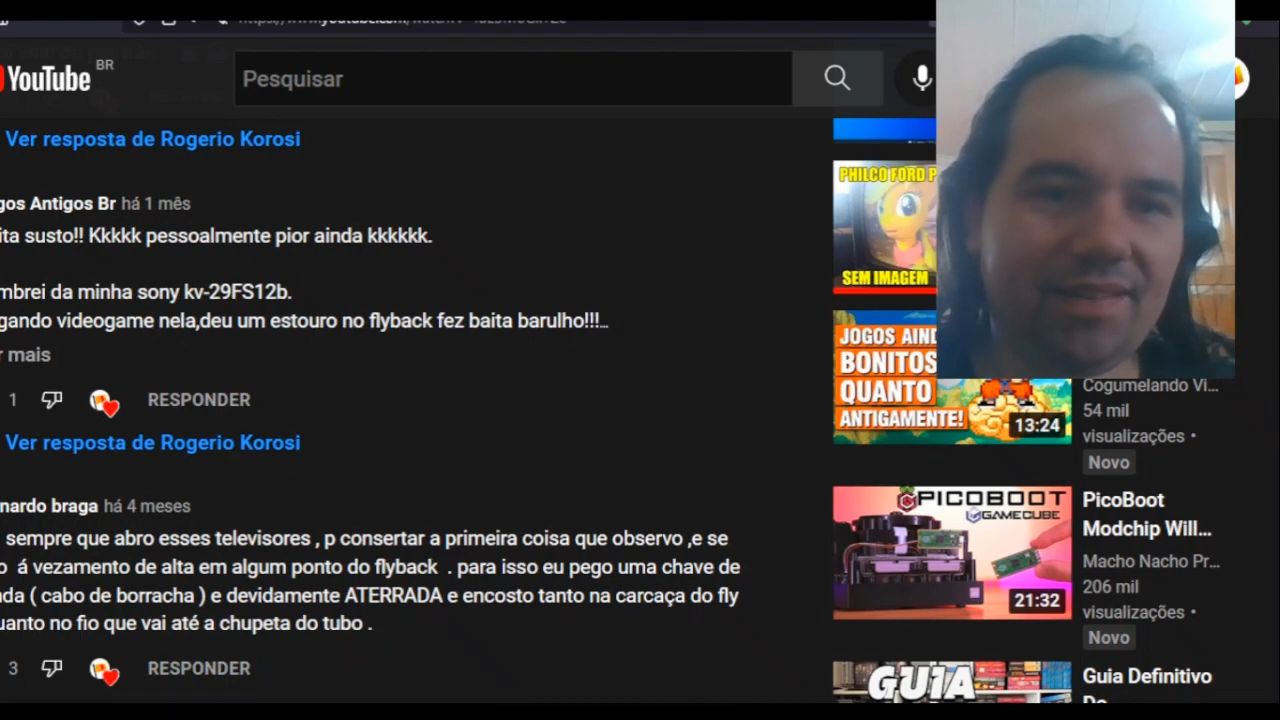 YouTube BR
Pesquisar
Ver resposta de Rogerio Korosi
gos Antigos Br há 1 mês
ita susto!! Kkkkk pessoalmente pior ainda kkkkkk.
mbrei da minha sony kv-29FS12b.
gando videogame nela,deu um estouro no flyback fez baita barulho!!!...
r mais
1 RESPONDER
Ver resposta de Rogerio Korosi
nardo braga há 4 meses
sempre que abro esses televisores , p consertar a primeira coisa que observo ,e se
o á vezamento de alta em algum ponto do flyback . para isso eu pego uma chave de
da ( cabo de borracha ) e devidamente ATERRADA e encosto tanto na carcaça do fly
uanto no fio que vai até a chupeta do tubo .
3 RESPONDER
PHILCO FORD P
SEM IMAGEM
JOGOS AIND
BONITOS
QUANTO
ANTIGAMENTE!
13:24
Cogumelando Vi...
54 mil
visualizações •
Novo
PICOBOOT
GAMECUBE
21:32
PicoBoot
Modchip Will...
Macho Nacho Pr...
206 mil
visualizações •
Novo
GUIA
Guia Definitivo